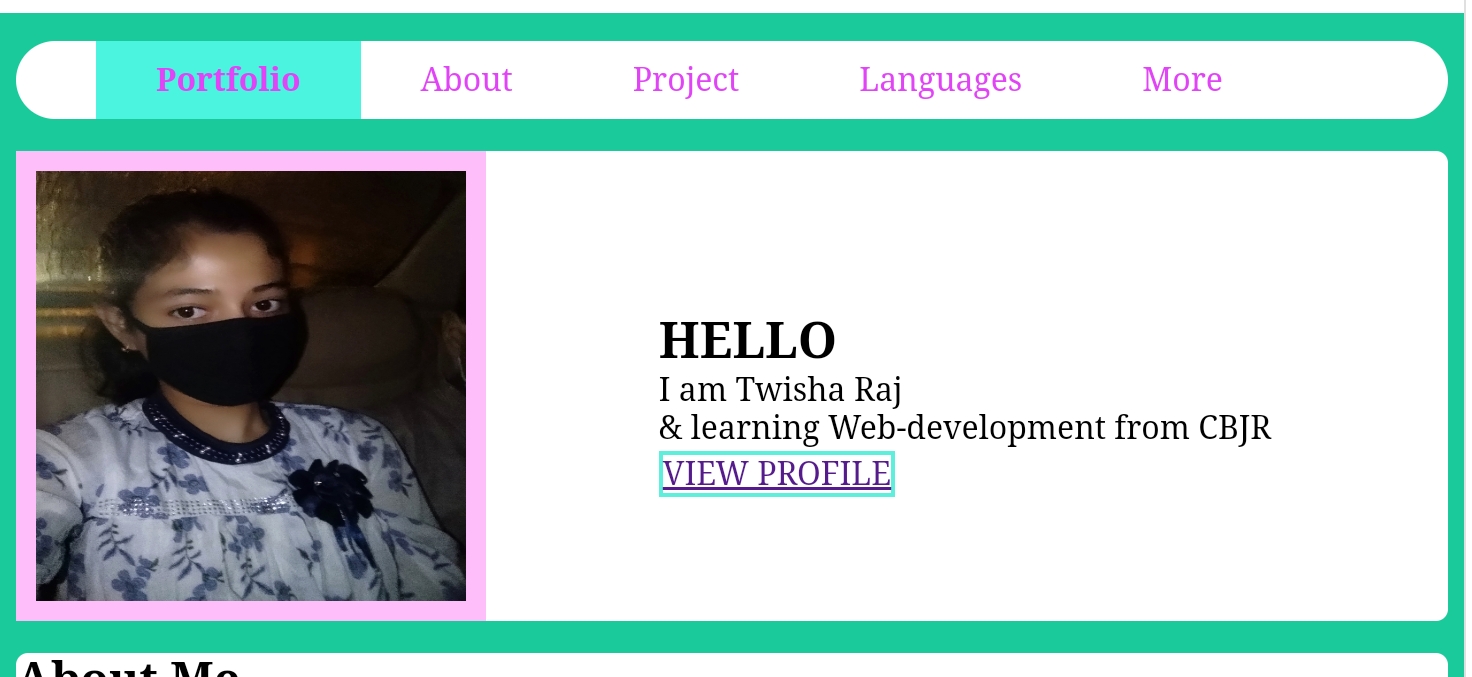 Portfolio About Project Languages More
HELLO
I am Twisha Raj
& learning Web-development from CBJR
VIEW PROFILE
About Me